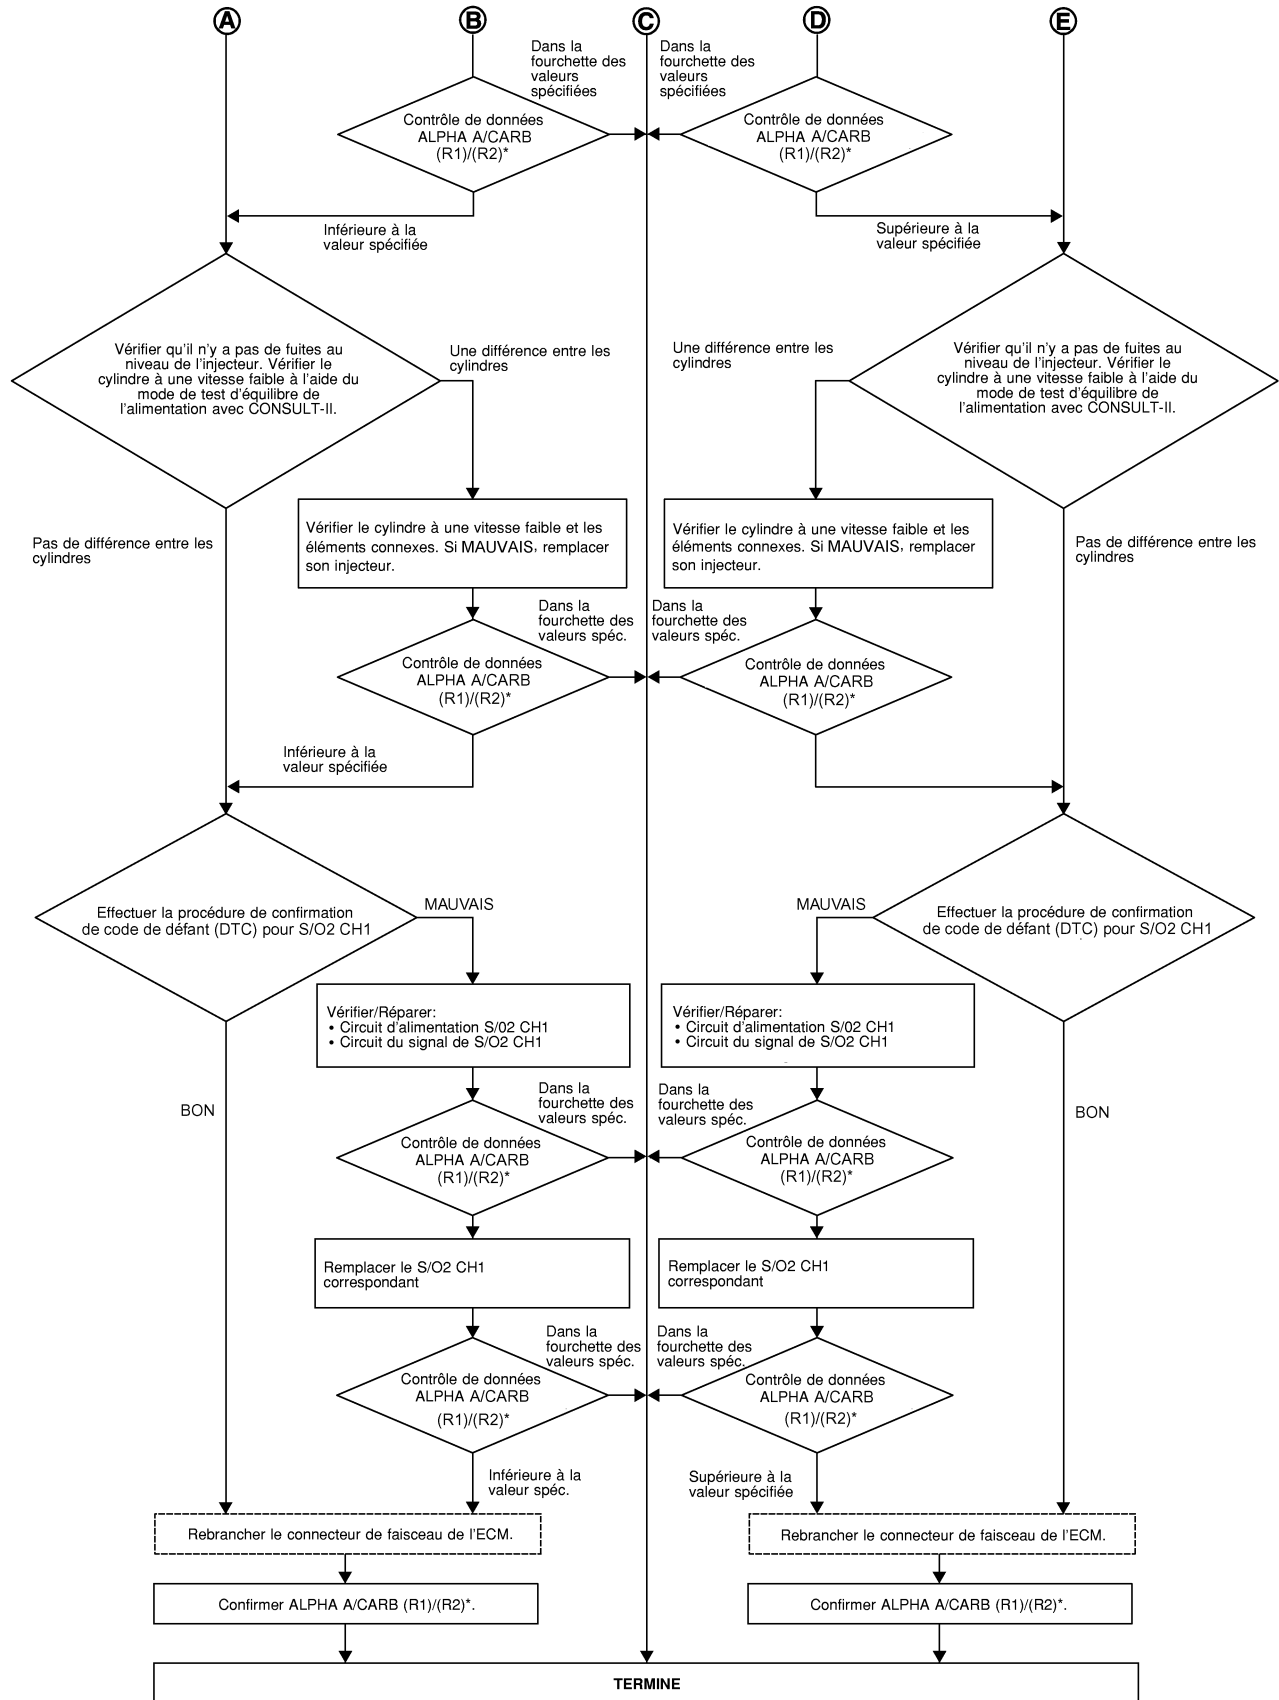 A
B
C
D
E
Dans la
fourchette des
valeurs
spécifiées
Dans la
fourchette des
valeurs
spécifiées
Contrôle de données
ALPHA A/CARB
(R1)/(R2)*
Contrôle de données
ALPHA A/CARB
(R1)/(R2)*
Inférieure à la
valeur spécifiée
Supérieure à la
valeur spécifiée
Vérifier qu'il n'y a pas de fuites au
niveau de l'injecteur. Vérifier le
cylindre à une vitesse faible à l'aide du
mode de test d'équilibre de
l'alimentation avec CONSULT-II.
Une différence entre les
cylindres
Une différence entre les
cylindres
Vérifier qu'il n'y a pas de fuites au
niveau de l'injecteur. Vérifier le
cylindre à une vitesse faible à l'aide du
mode de test d'équilibre de
l'alimentation avec CONSULT-II.
Pas de différence entre les
cylindres
Vérifier le cylindre à une vitesse faible et les
éléments connexes. Si MAUVAIS, remplacer
son injecteur.
Vérifier le cylindre à une vitesse faible et les
éléments connexes. Si MAUVAIS, remplacer
son injecteur.
Pas de différence entre les
cylindres
Dans la
fourchette des
valeurs spéc.
Dans la
fourchette des
valeurs spéc.
Contrôle de données
ALPHA A/CARB
(R1)/(R2)*
Contrôle de données
ALPHA A/CARB
(R1)/(R2)*
Inférieure à la
valeur spécifiée
Effectuer la procédure de confirmation
de code de défant (DTC) pour S/O2 CH1
MAUVAIS
MAUVAIS
Effectuer la procédure de confirmation
de code de défant (DTC) pour S/O2 CH1
Vérifier/Réparer:
• Circuit d'alimentation S/02 CH1
• Circuit du signal de S/O2 CH1
Vérifier/Réparer:
• Circuit d'alimentation S/02 CH1
• Circuit du signal de S/O2 CH1
BON
Dans la
fourchette des
valeurs spéc.
Dans la
fourchette des
valeurs spéc.
BON
Contrôle de données
ALPHA A/CARB
(R1)/(R2)*
Contrôle de données
ALPHA A/CARB
(R1)/(R2)*
Remplacer le S/O2 CH1
correspondant
Remplacer le S/O2 CH1
correspondant
Dans la
fourchette des
valeurs spéc.
Dans la
fourchette des
valeurs spéc.
Contrôle de données
ALPHA A/CARB
(R1)/(R2)*
Contrôle de données
ALPHA A/CARB
(R1)/(R2)*
Inférieure à la
valeur spéc.
Supérieure à la
valeur spécifiée
Rebrancher le connecteur de faisceau de l'ECM.
Rebrancher le connecteur de faisceau de l'ECM.
Confirmer ALPHA A/CARB (R1)/(R2)*.
Confirmer ALPHA A/CARB (R1)/(R2)*.
TERMINE